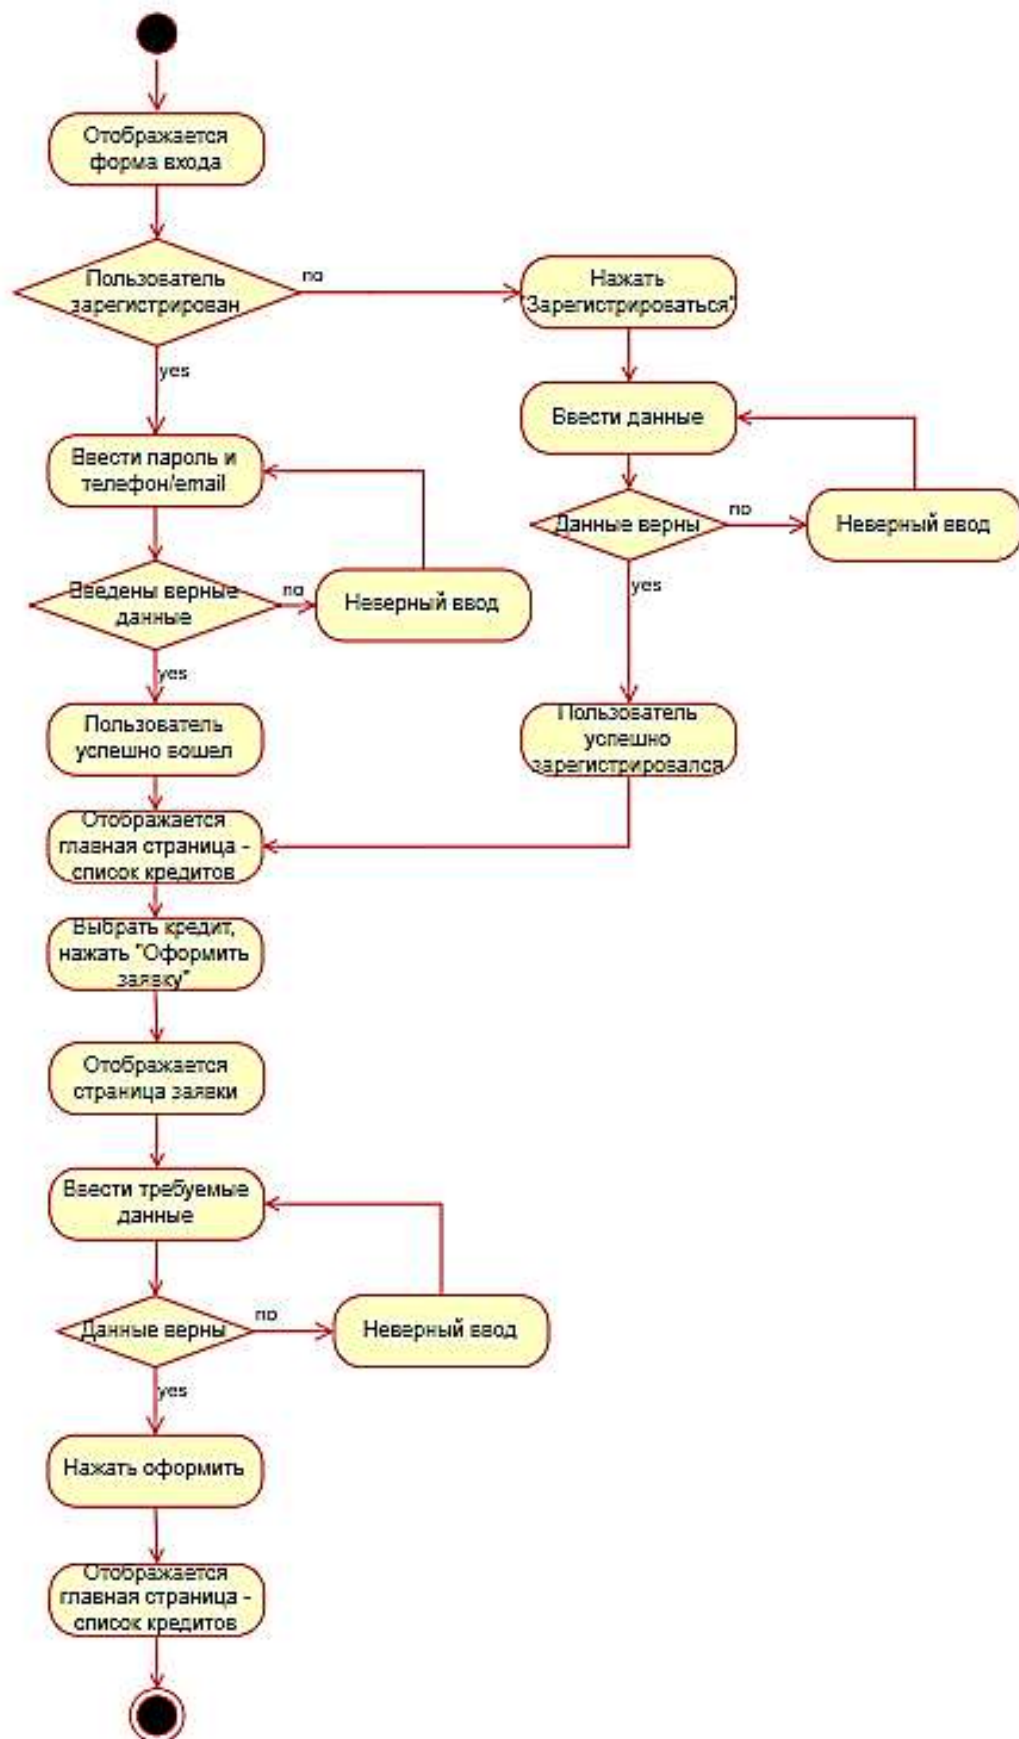 Отображается
форма входа
Пользователь
зарегистрирован
no
Нажать
"Зарегистрироваться"
yes
Ввести данные
Ввести пароль и
телефон/email
Данные верны
no
Неверный ввод
Введены верные
данные
no
Неверный ввод
yes
yes
Пользователь
успешно вошел
Пользователь
успешно
зарегистрировался
Отображается
главная страница -
список кредитов
Выбрать кредит,
нажать "Оформить
заявку"
Отображается
страница заявки
Ввести требуемые
данные
Данные верны
no
Неверный ввод
yes
Нажать оформить
Отображается
главная страница -
список кредитов